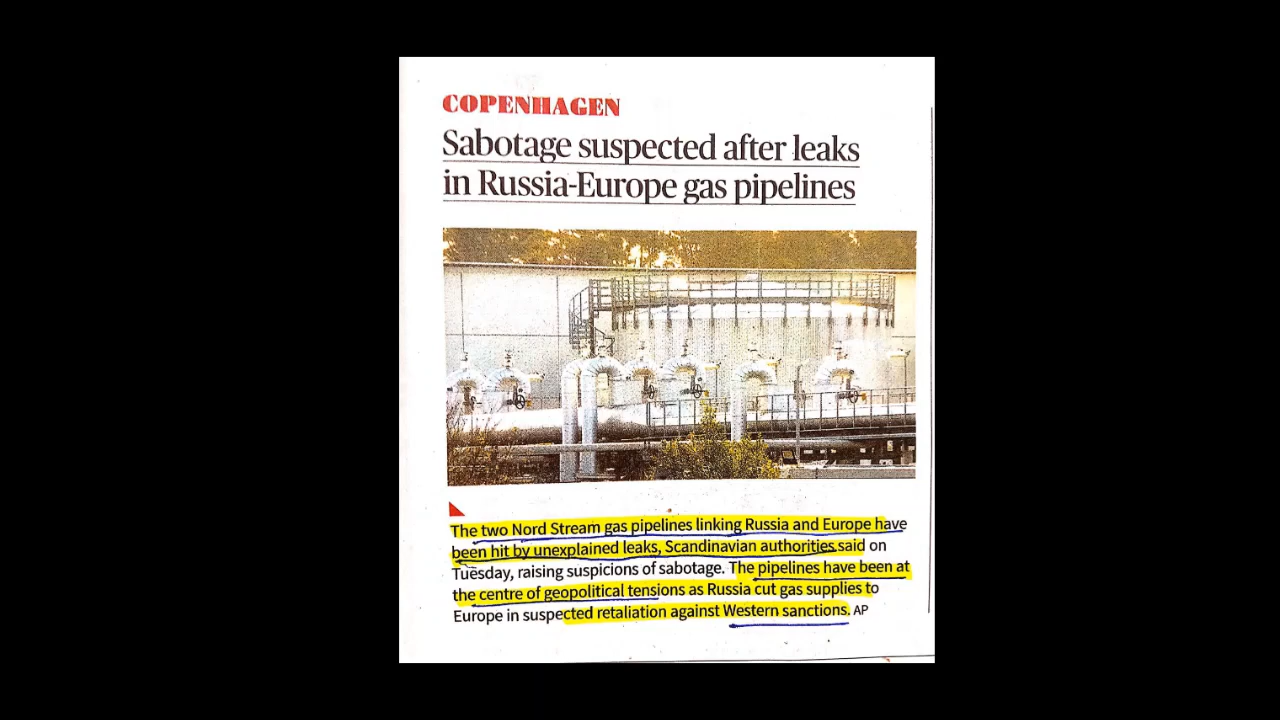 COPENHAGEN
Sabotage suspected after leaks
in Russia-Europe gas pipelines
The two Nord Stream gas pipelines linking Russia and Europe have
been hit by unexplained leaks, Scandinavian authorities said on
Tuesday, raising suspicions of sabotage. The pipelines have been at
the centre of geopolitical tensions as Russia cut gas supplies to
Europe in suspected retaliation against Western sanctions. AP